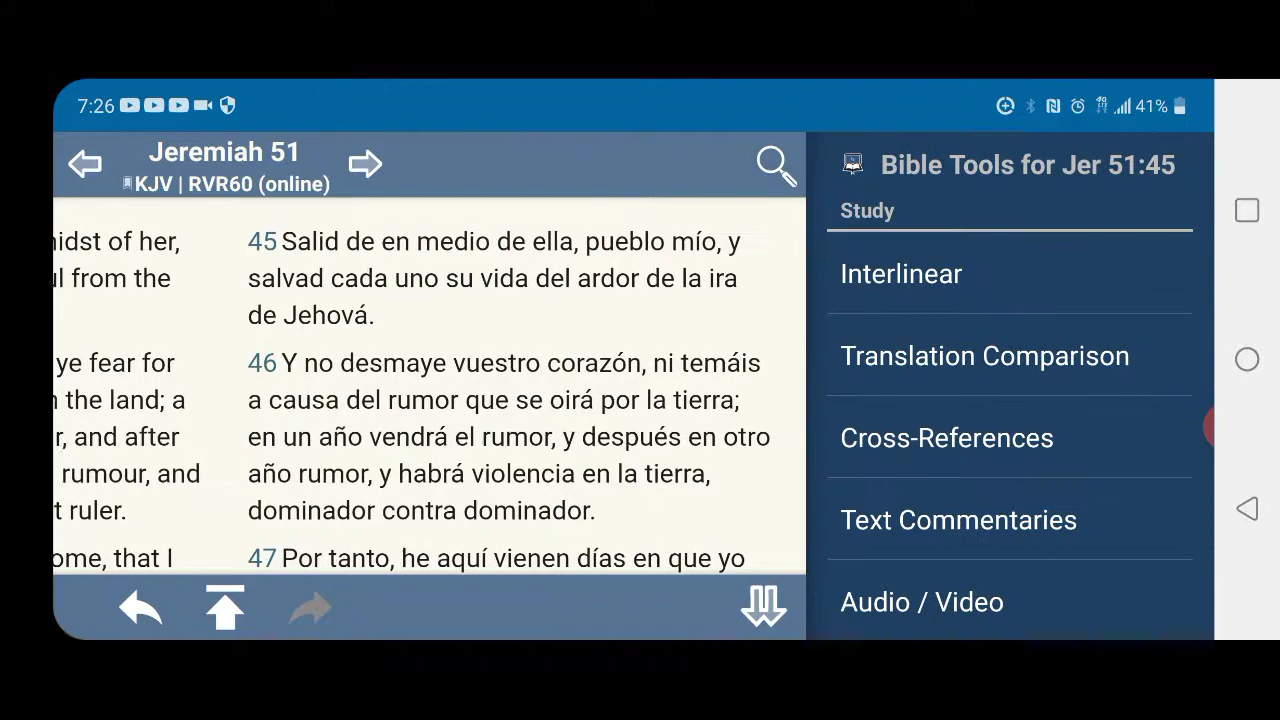 7:26
41%
Jeremiah 51
KJV | RVR60 (online)
Bible Tools for Jer 51:45
Study
Interlinear
Translation Comparison
Cross-References
Text Commentaries
Audio / Video
of her,
from the
ye fear for
the land; a
and after
rumour, and
ruler.
that I
45 Salid de en medio de ella, pueblo mío, y
salvad cada uno su vida del ardor de la ira
de Jehová.
46 Y no desmaye vuestro corazón, ni temáis
a causa del rumor que se oirá por la tierra;
en un año vendrá el rumor, y después en otro
año rumor, y habrá violencia en la tierra,
dominador contra dominador.
47 Por tanto, he aquí vienen días en que yo